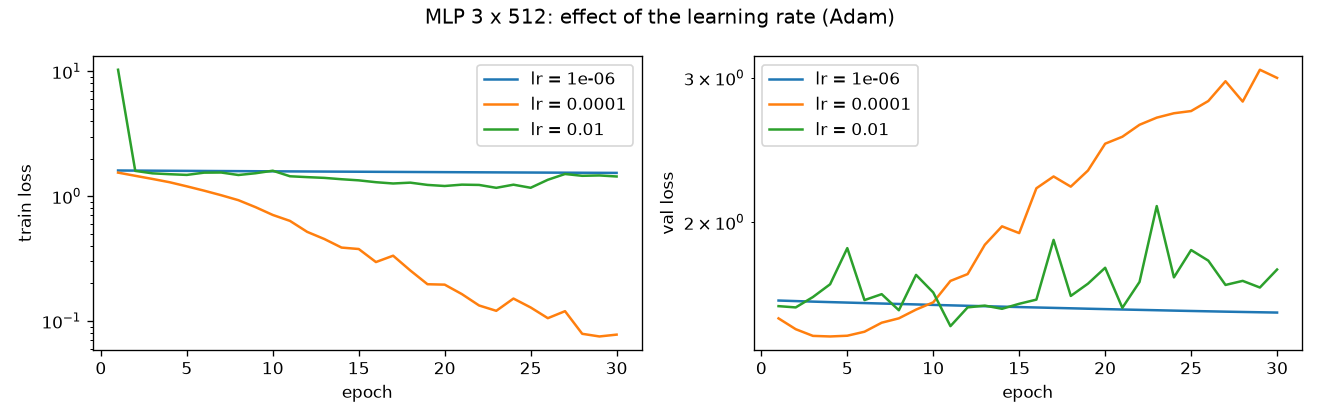 MLP 3 x 512: effect of the learning rate (Adam)
train loss
10¹
10⁰
10⁻¹
lr = 1e-06
lr = 0.0001
lr = 0.01
0 5 10 15 20 25 30
epoch
val loss
3 × 10⁰
2 × 10⁰
lr = 1e-06
lr = 0.0001
lr = 0.01
0 5 10 15 20 25 30
epoch